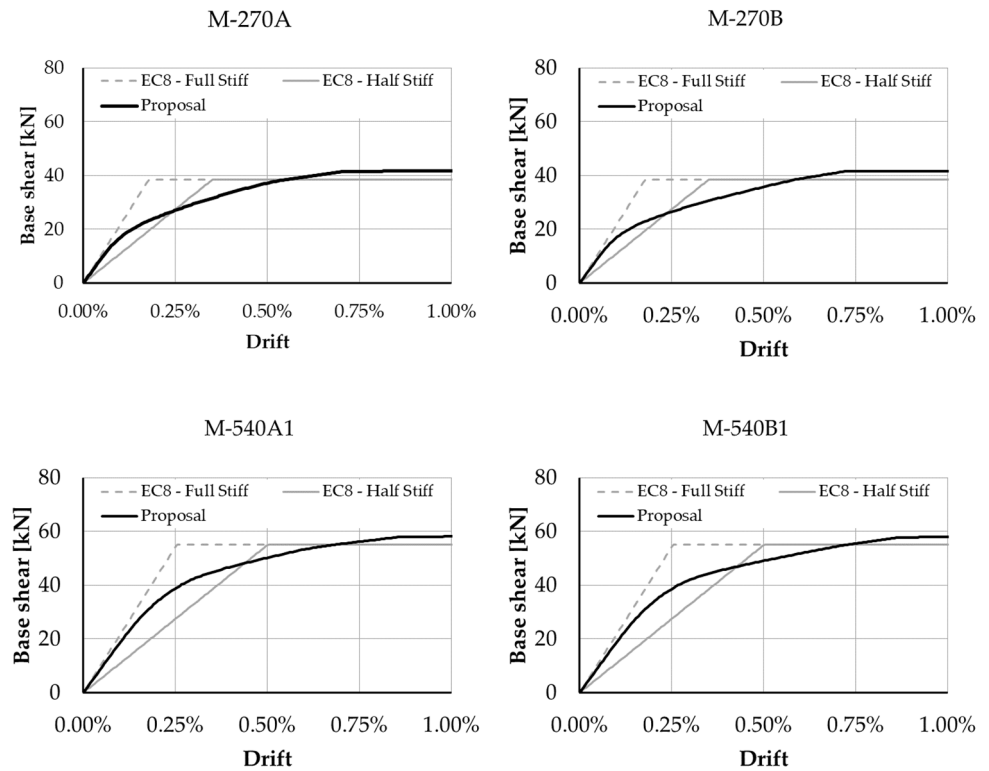 M-270A
80
EC8 - Full Stiff
EC8 - Half Stiff
Proposal
60
40
20
0
Base shear [kN]
0.00% 0.25% 0.50% 0.75% 1.00%
Drift
M-270B
80
EC8 - Full Stiff
EC8 - Half Stiff
Proposal
60
40
20
0
Base shear [kN]
0.00% 0.25% 0.50% 0.75% 1.00%
Drift
M-540A1
80
EC8 - Full Stiff
EC8 - Half Stiff
Proposal
60
40
20
0
Base shear [kN]
0.00% 0.25% 0.50% 0.75% 1.00%
Drift
M-540B1
80
EC8 - Full Stiff
EC8 - Half Stiff
Proposal
60
40
20
0
Base shear [kN]
0.00% 0.25% 0.50% 0.75% 1.00%
Drift